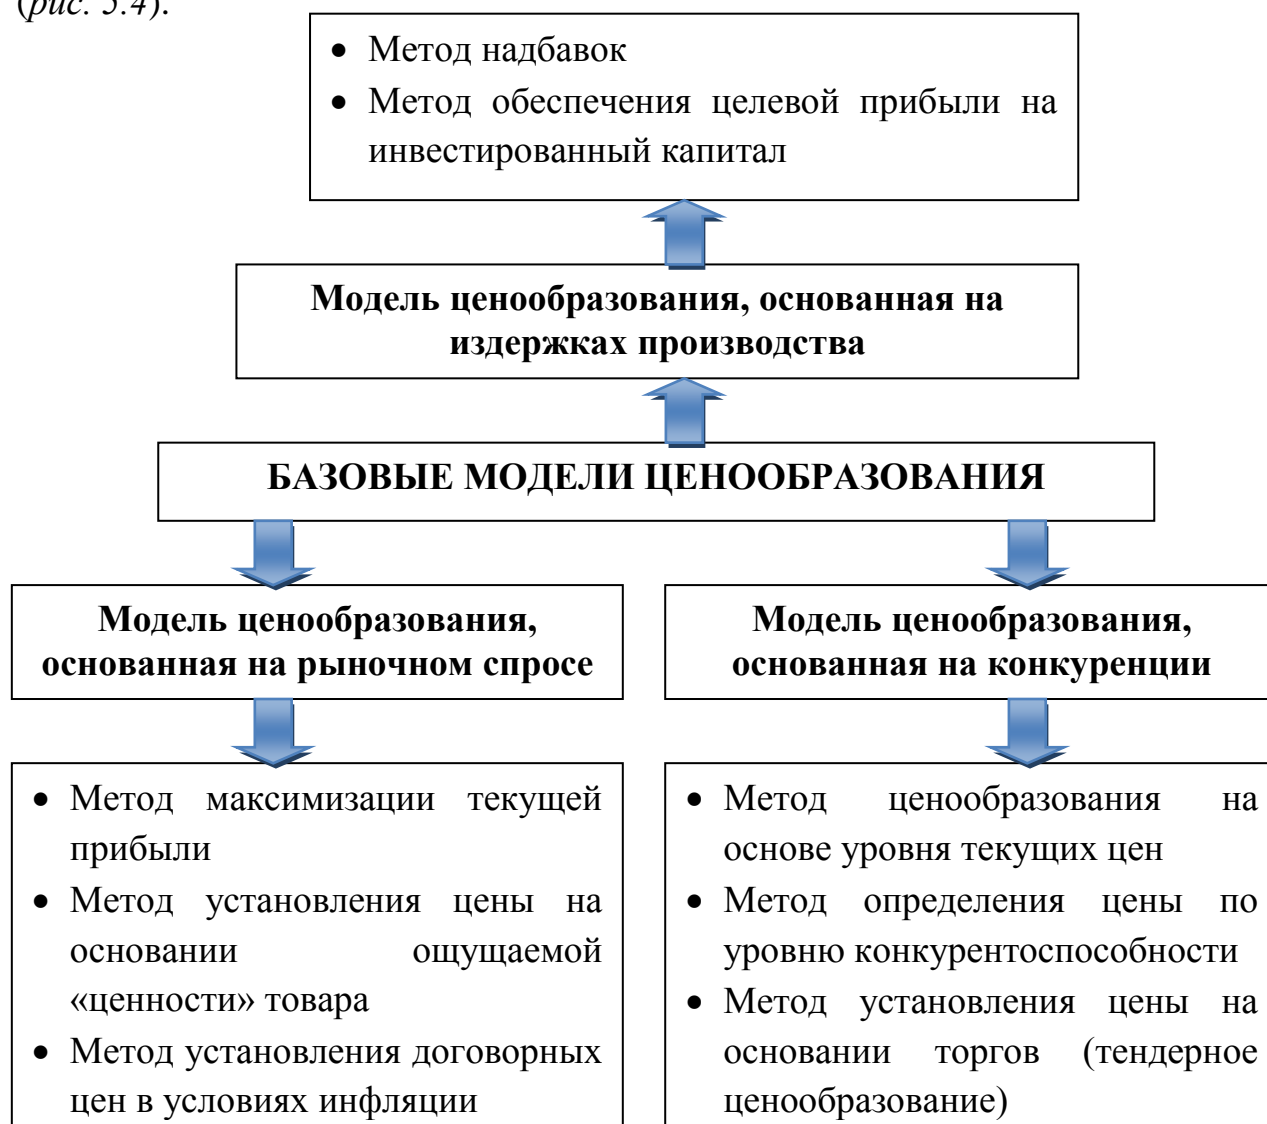 (рис. 5.4).
• Метод надбавок
• Метод обеспечения целевой прибыли на
инвестированный капитал
Модель ценообразования, основанная на
издержках производства
БАЗОВЫЕ МОДЕЛИ ЦЕНООБРАЗОВАНИЯ
Модель ценообразования,
основанная на рыночном спросе
Модель ценообразования,
основанная на конкуренции
• Метод максимизации текущей
прибыли
• Метод установления цены на
основании ощущаемой
«ценности» товара
• Метод установления договорных
цен в условиях инфляции
• Метод ценообразования на
основе уровня текущих цен
• Метод определения цены по
уровню конкурентоспособности
• Метод установления цены на
основании торгов (тендерное
ценообразование)